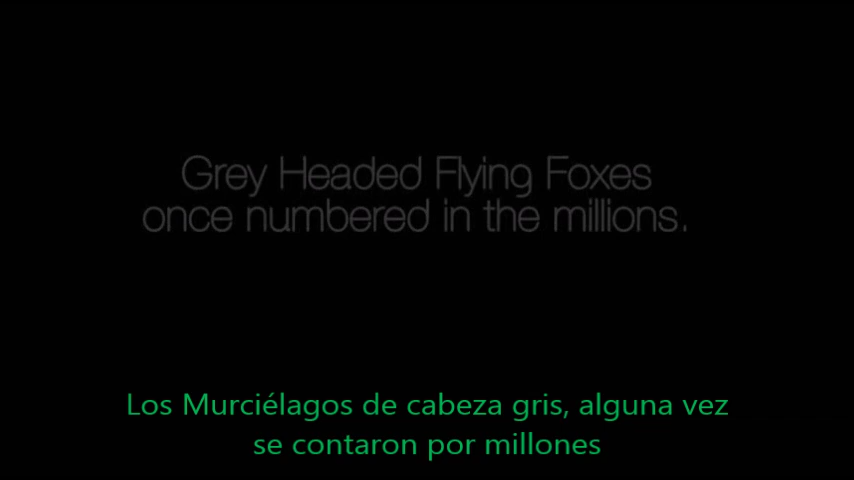 Grey Headed Flying Foxes
once numbered in the millions.
Los Murciélagos de cabeza gris, alguna vez
se contaron por millones